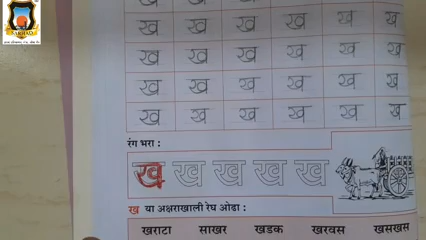 ख ख ख ख ख ख
ख ख ख ख ख ख
ख ख ख ख ख ख
ख ख ख ख ख ख
ख ख ख ख ख ख
रंग भरा :
ख ख ख ख ख
ख या अक्षराखाली रेघ ओढा :
खराटा साखर खडक खरवस खसखस